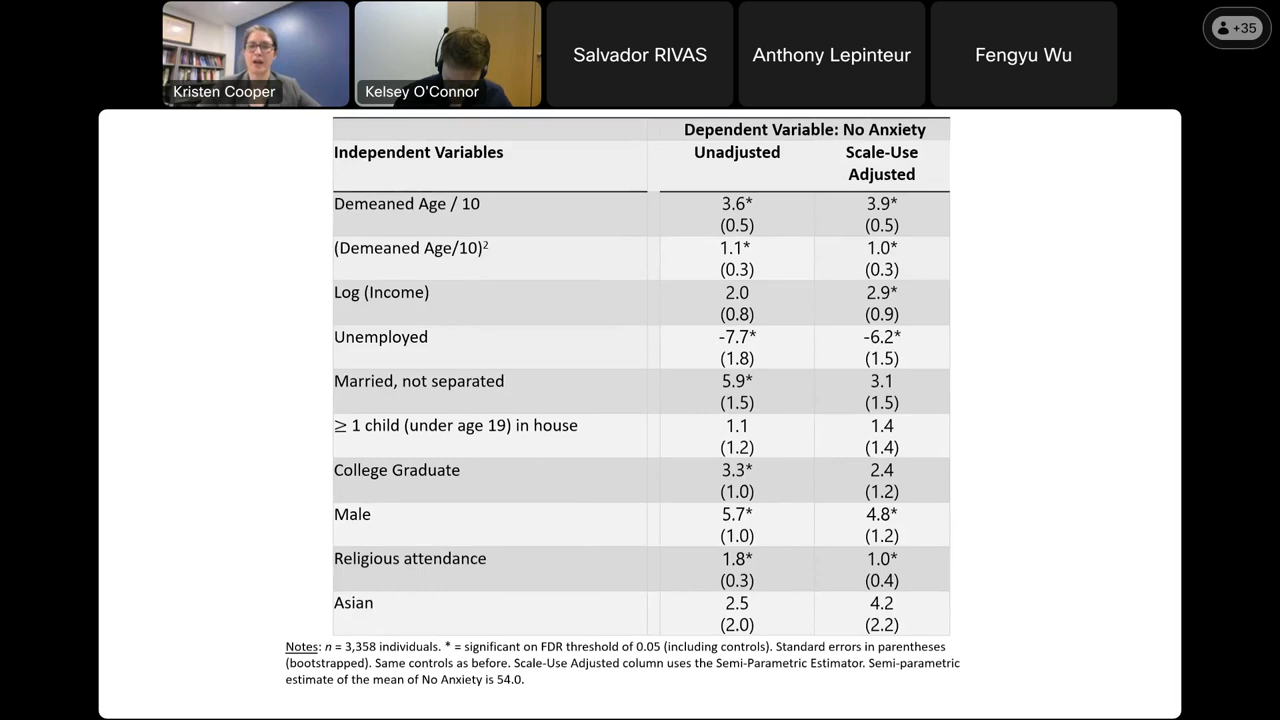 Kristen Cooper
Kelsey O'Connor
Salvador RIVAS
Anthony Lepinteur
Fengyu Wu
+35
Dependent Variable: No Anxiety
Independent Variables Unadjusted Scale-Use
Adjusted
Demeaned Age / 10 3.6* 3.9*
(0.5) (0.5)
(Demeaned Age/10)² 1.1* 1.0*
(0.3) (0.3)
Log (Income) 2.0 2.9*
(0.8) (0.9)
Unemployed -7.7* -6.2*
(1.8) (1.5)
Married, not separated 5.9* 3.1
(1.5) (1.5)
≥ 1 child (under age 19) in house 1.1 1.4
(1.2) (1.4)
College Graduate 3.3* 2.4
(1.0) (1.2)
Male 5.7* 4.8*
(1.0) (1.2)
Religious attendance 1.8* 1.0*
(0.3) (0.4)
Asian 2.5 4.2
(2.0) (2.2)
Notes: n = 3,358 individuals. * = significant on FDR threshold of 0.05 (including controls). Standard errors in parentheses
(bootstrapped). Same controls as before. Scale-Use Adjusted column uses the Semi-Parametric Estimator. Semi-parametric
estimate of the mean of No Anxiety is 54.0.